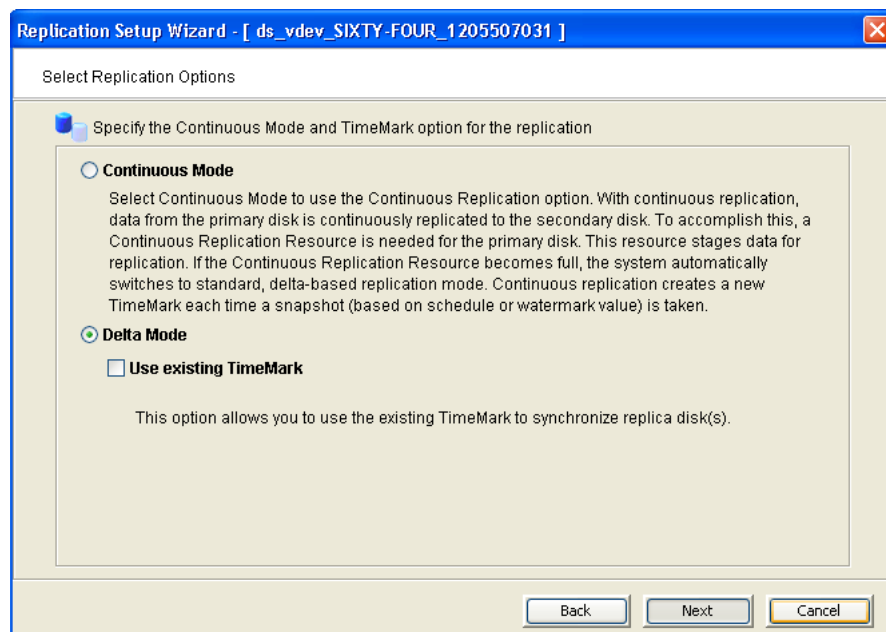 Replication Setup Wizard - [ ds_vdev_SIXTY-FOUR_1205507031 ]
Select Replication Options
Specify the Continuous Mode and TimeMark option for the replication
Continuous Mode
Select Continuous Mode to use the Continuous Replication option. With continuous replication,
data from the primary disk is continuously replicated to the secondary disk. To accomplish this, a
Continuous Replication Resource is needed for the primary disk. This resource stages data for
replication. If the Continuous Replication Resource becomes full, the system automatically
switches to standard, delta-based replication mode. Continuous replication creates a new
TimeMark each time a snapshot (based on schedule or watermark value) is taken.
Delta Mode
Use existing TimeMark
This option allows you to use the existing TimeMark to synchronize replica disk(s).
Back Next Cancel